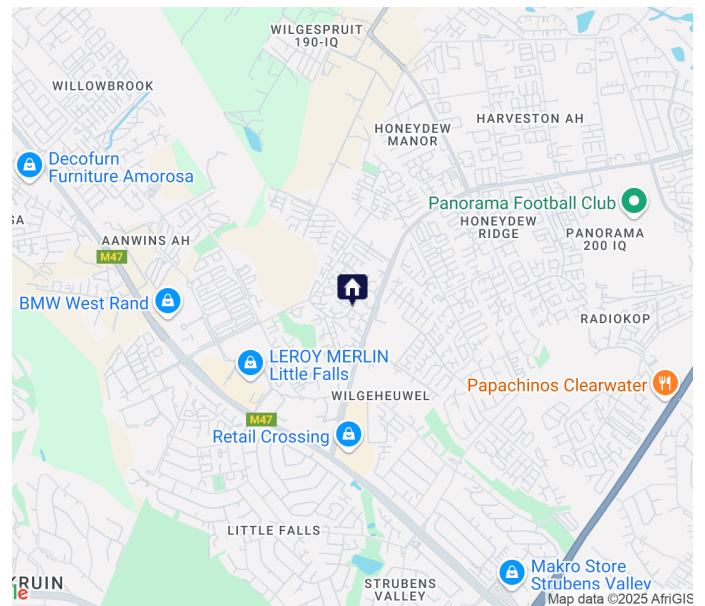 WILGESPRUIT
190-IQ
WILLOWBROOK
HARVESTON AH
HONEYDEW
MANOR
Decofurn
Furniture Amorosa
Panorama Football Club
SA
HONEYDEW
RIDGE
PANORAMA
200 IQ
AANWINS AH
M47
BMW West Rand
RADIOKOP
LEROY MERLIN
Little Falls
Papachinos Clearwater
WILGEHEUWEL
M47
Retail Crossing
LITTLE FALLS
Makro Store
Strubens Valley
KRUIN
le
STRUBENS
VALLEY
Map data ©2025 AfriGIS